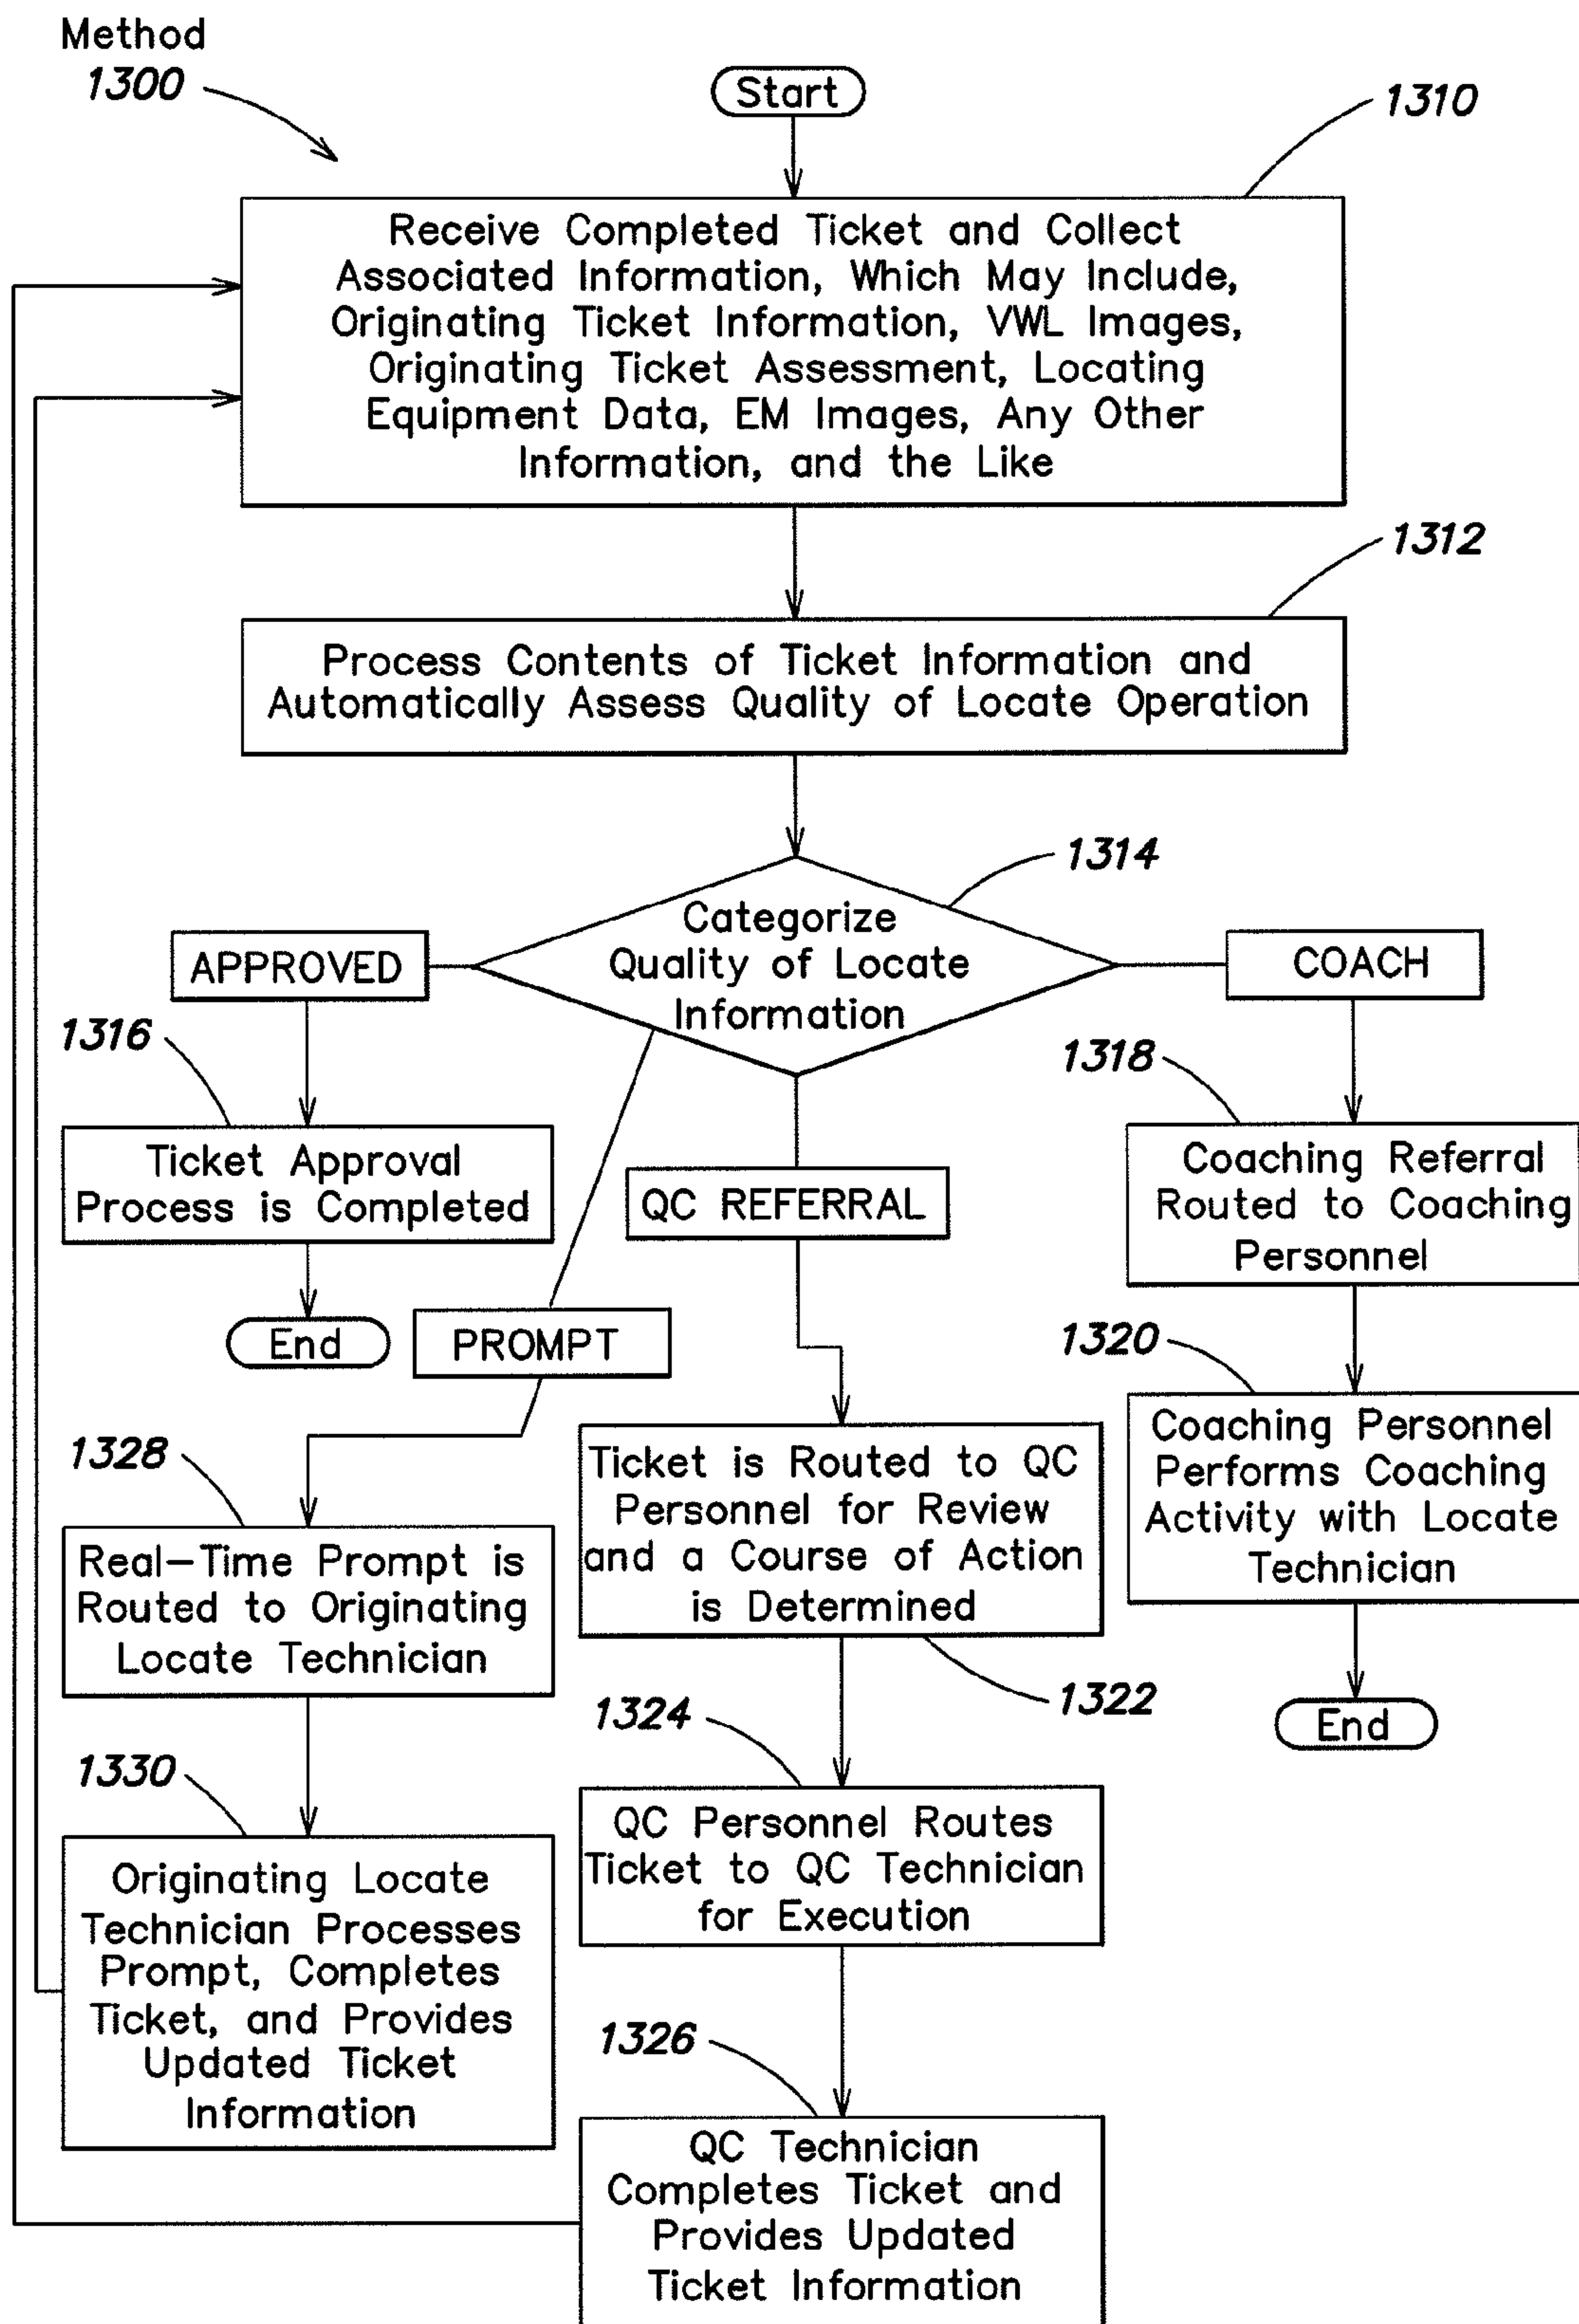 Method
1300
Start
1310
Receive Completed Ticket and Collect
Associated Information, Which May Include,
Originating Ticket Information, VWL Images,
Originating Ticket Assessment, Locating
Equipment Data, EM Images, Any Other
Information, and the Like
1312
Process Contents of Ticket Information and
Automatically Assess Quality of Locate Operation
1314
Categorize
Quality of Locate
Information
APPROVED
COACH
1316
Ticket Approval
Process is Completed
End
PROMPT
QC REFERRAL
1318
Coaching Referral
Routed to Coaching
Personnel
1320
Coaching Personnel
Performs Coaching
Activity with Locate
Technician
End
1328
Real-Time Prompt is
Routed to Originating
Locate Technician
Ticket is Routed to QC
Personnel for Review
and a Course of Action
is Determined
1322
1324
QC Personnel Routes
Ticket to QC Technician
for Execution
1330
Originating Locate
Technician Processes
Prompt, Completes
Ticket, and Provides
Updated Ticket
Information
1326
QC Technician
Completes Ticket and
Provides Updated
Ticket Information